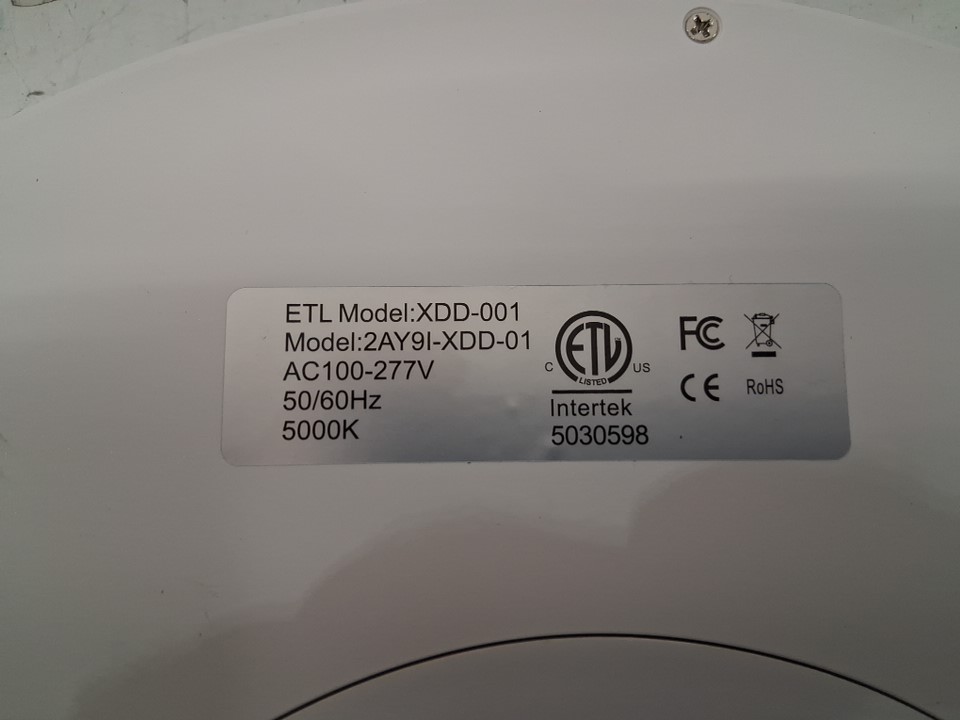 ETL Model:XDD-001
Model:2AY9I-XDD-01
AC100-277V
50/60Hz
5000K
ETL
C US
LISTED
Intertek
5030598
FC
CE
RoHS